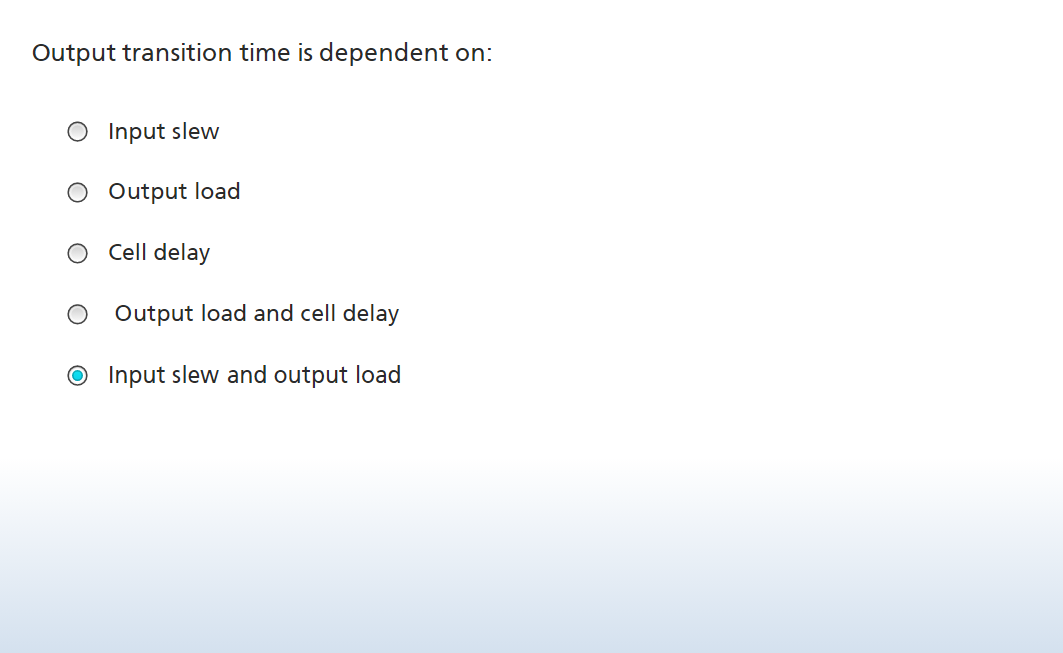 Output transition time is dependent on:
Input slew
Output load
Cell delay
Output load and cell delay
Input slew and output load